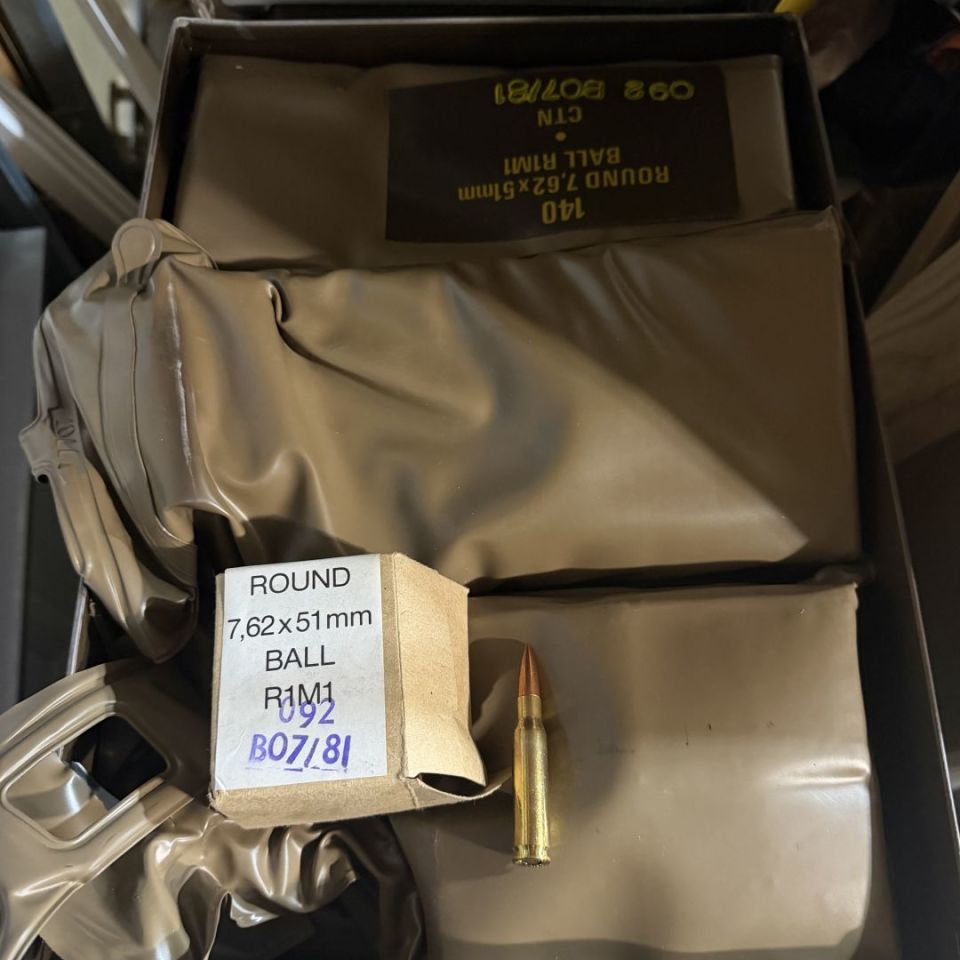 092 B07/81
CTN
•
BALL R1M1
ROUND 7,62x51mm
140
ROUND
7,62x51mm
BALL
R1M1
092
B07/81